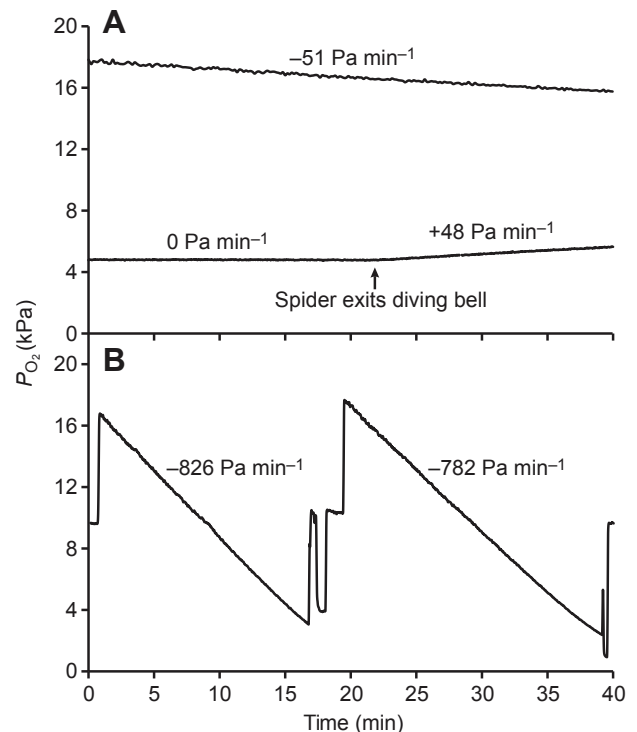 A
20
16
12
8
4
0
–51 Pa min–1
0 Pa min–1
+48 Pa min–1
Spider exits diving bell
PO2 (kPa)
B
20
16
12
8
4
0
–826 Pa min–1
–782 Pa min–1
0 5 10 15 20 25 30 35 40
Time (min)